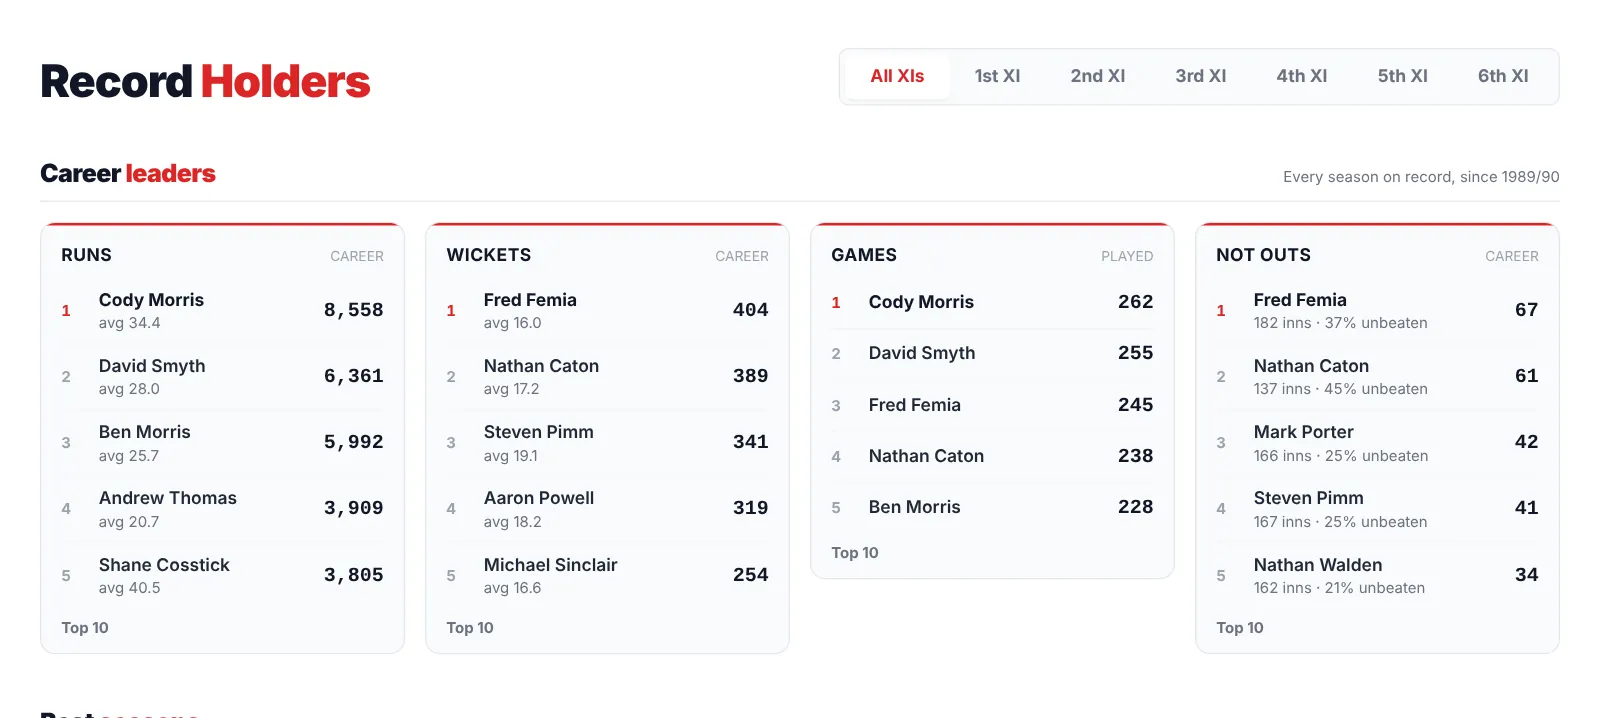 Record Holders
All XIs 1st XI 2nd XI 3rd XI 4th XI 5th XI 6th XI
Career leaders
Every season on record, since 1989/90
RUNS CAREER
1 Cody Morris 8,558
avg 34.4
2 David Smyth 6,361
avg 28.0
3 Ben Morris 5,992
avg 25.7
4 Andrew Thomas 3,909
avg 20.7
5 Shane Cosstick 3,805
avg 40.5
Top 10
WICKETS CAREER
1 Fred Femia 404
avg 16.0
2 Nathan Caton 389
avg 17.2
3 Steven Pimm 341
avg 19.1
4 Aaron Powell 319
avg 18.2
5 Michael Sinclair 254
avg 16.6
Top 10
GAMES PLAYED
1 Cody Morris 262
2 David Smyth 255
3 Fred Femia 245
4 Nathan Caton 238
5 Ben Morris 228
Top 10
NOT OUTS CAREER
1 Fred Femia 67
182 inns · 37% unbeaten
2 Nathan Caton 61
137 inns · 45% unbeaten
3 Mark Porter 42
166 inns · 25% unbeaten
4 Steven Pimm 41
167 inns · 25% unbeaten
5 Nathan Walden 34
162 inns · 21% unbeaten
Top 10